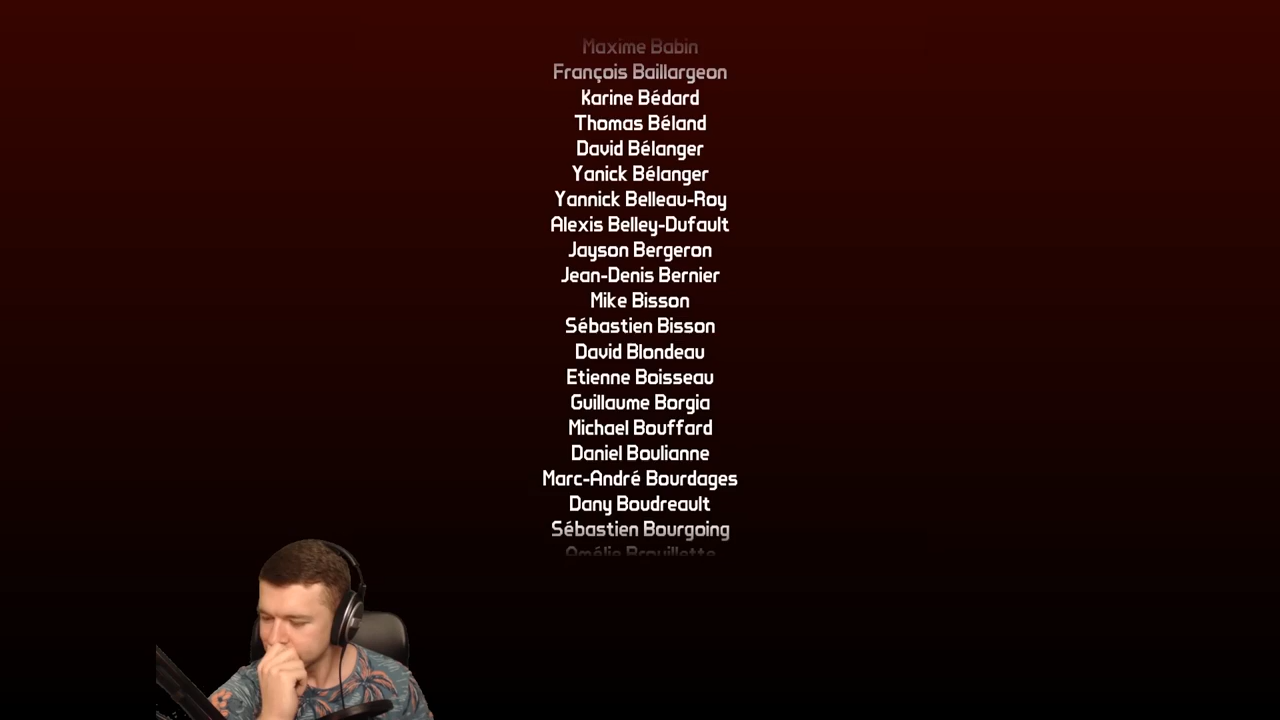 Maxime Babin
François Baillargeon
Karine Bédard
Thomas Béland
David Bélanger
Yanick Bélanger
Yannick Belleau-Roy
Alexis Belley-Dufault
Jayson Bergeron
Jean-Denis Bernier
Mike Bisson
Sébastien Bisson
David Blondeau
Etienne Boisseau
Guillaume Borgia
Michael Bouffard
Daniel Boulianne
Marc-André Bourdages
Dany Boudreault
Sébastien Bourgoing
Amélie Brouillette